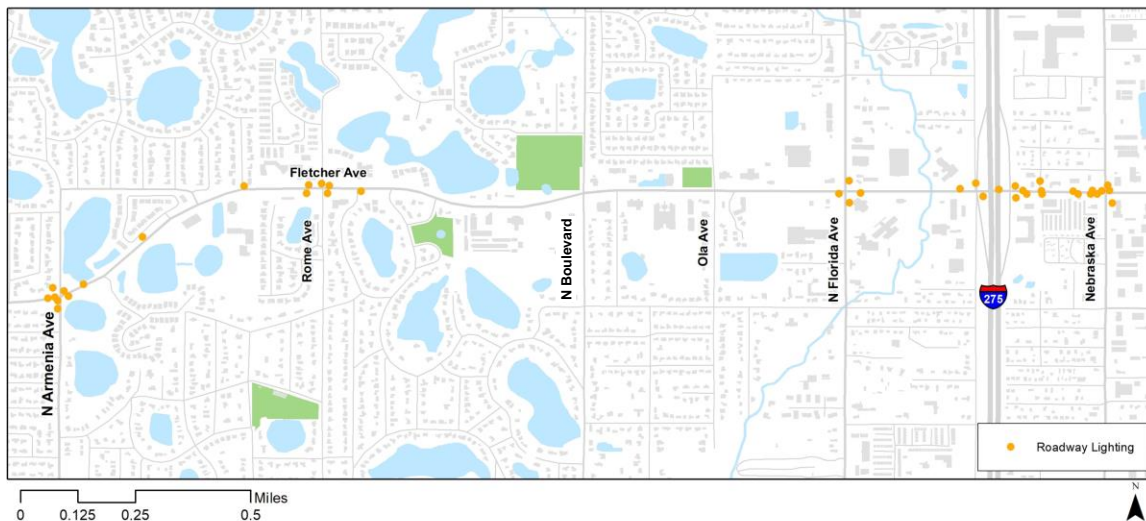 Fletcher Ave
N Armenia Ave
Rome Ave
N Boulevard
Ola Ave
N Florida Ave
275
Nebraska Ave
Roadway Lighting
Miles
0 0.125 0.25 0.5
N